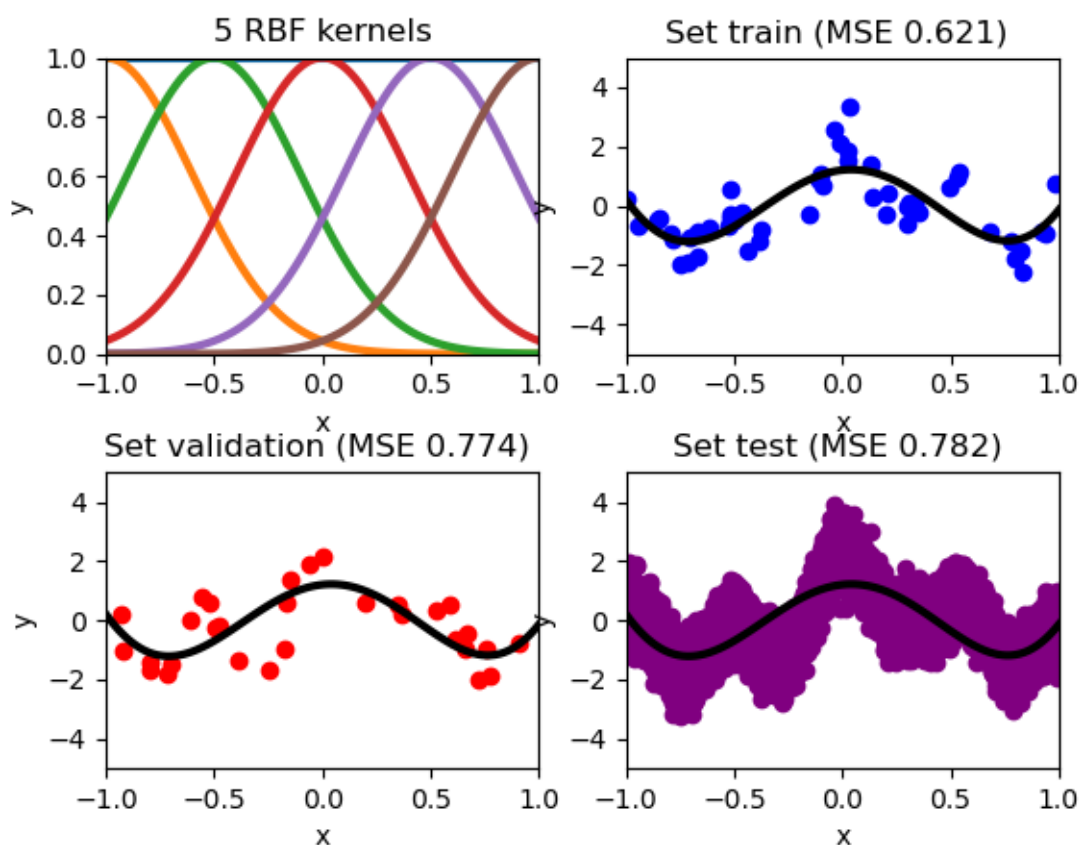 5 RBF kernels
1.0
0.8
0.6
0.4
0.2
0.0
y
−1.0 −0.5 0.0 0.5 1.0
x
Set train (MSE 0.621)
4
2
0
−2
−4
y
−1.0 −0.5 0.0 0.5 1.0
x
Set validation (MSE 0.774)
4
2
0
−2
−4
y
−1.0 −0.5 0.0 0.5 1.0
x
Set test (MSE 0.782)
4
2
0
−2
−4
y
−1.0 −0.5 0.0 0.5 1.0
x